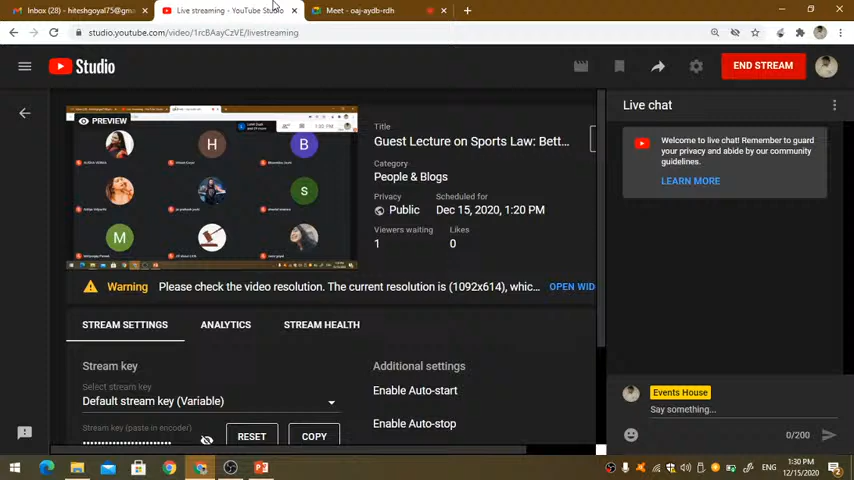 Inbox (28) - hiteshgoyal75@gma
Live streaming - YouTube Studio
Meet - oaj-aydb-rdh
studio.youtube.com/video/1rcBAayCzVE/livestreaming
Studio
END STREAM
PREVIEW
1:30 PM
H
B
S
M
Title
Guest Lecture on Sports Law: Bett...
Category
People & Blogs
Privacy
Scheduled for
Public
Dec 15, 2020, 1:20 PM
Viewers waiting
Likes
1
0
Warning
Please check the video resolution. The current resolution is (1092x614), whic...
OPEN WID
STREAM SETTINGS
ANALYTICS
STREAM HEALTH
Stream key
Select stream key
Default stream key (Variable)
Stream key (paste in encoder)
••••••••••••••••••••
RESET
COPY
Additional settings
Enable Auto-start
Enable Auto-stop
Live chat
Welcome to live chat! Remember to guard
your privacy and abide by our community
guidelines.
LEARN MORE
Events House
Say something...
0/200
ENG
1:30 PM
12/15/2020
2